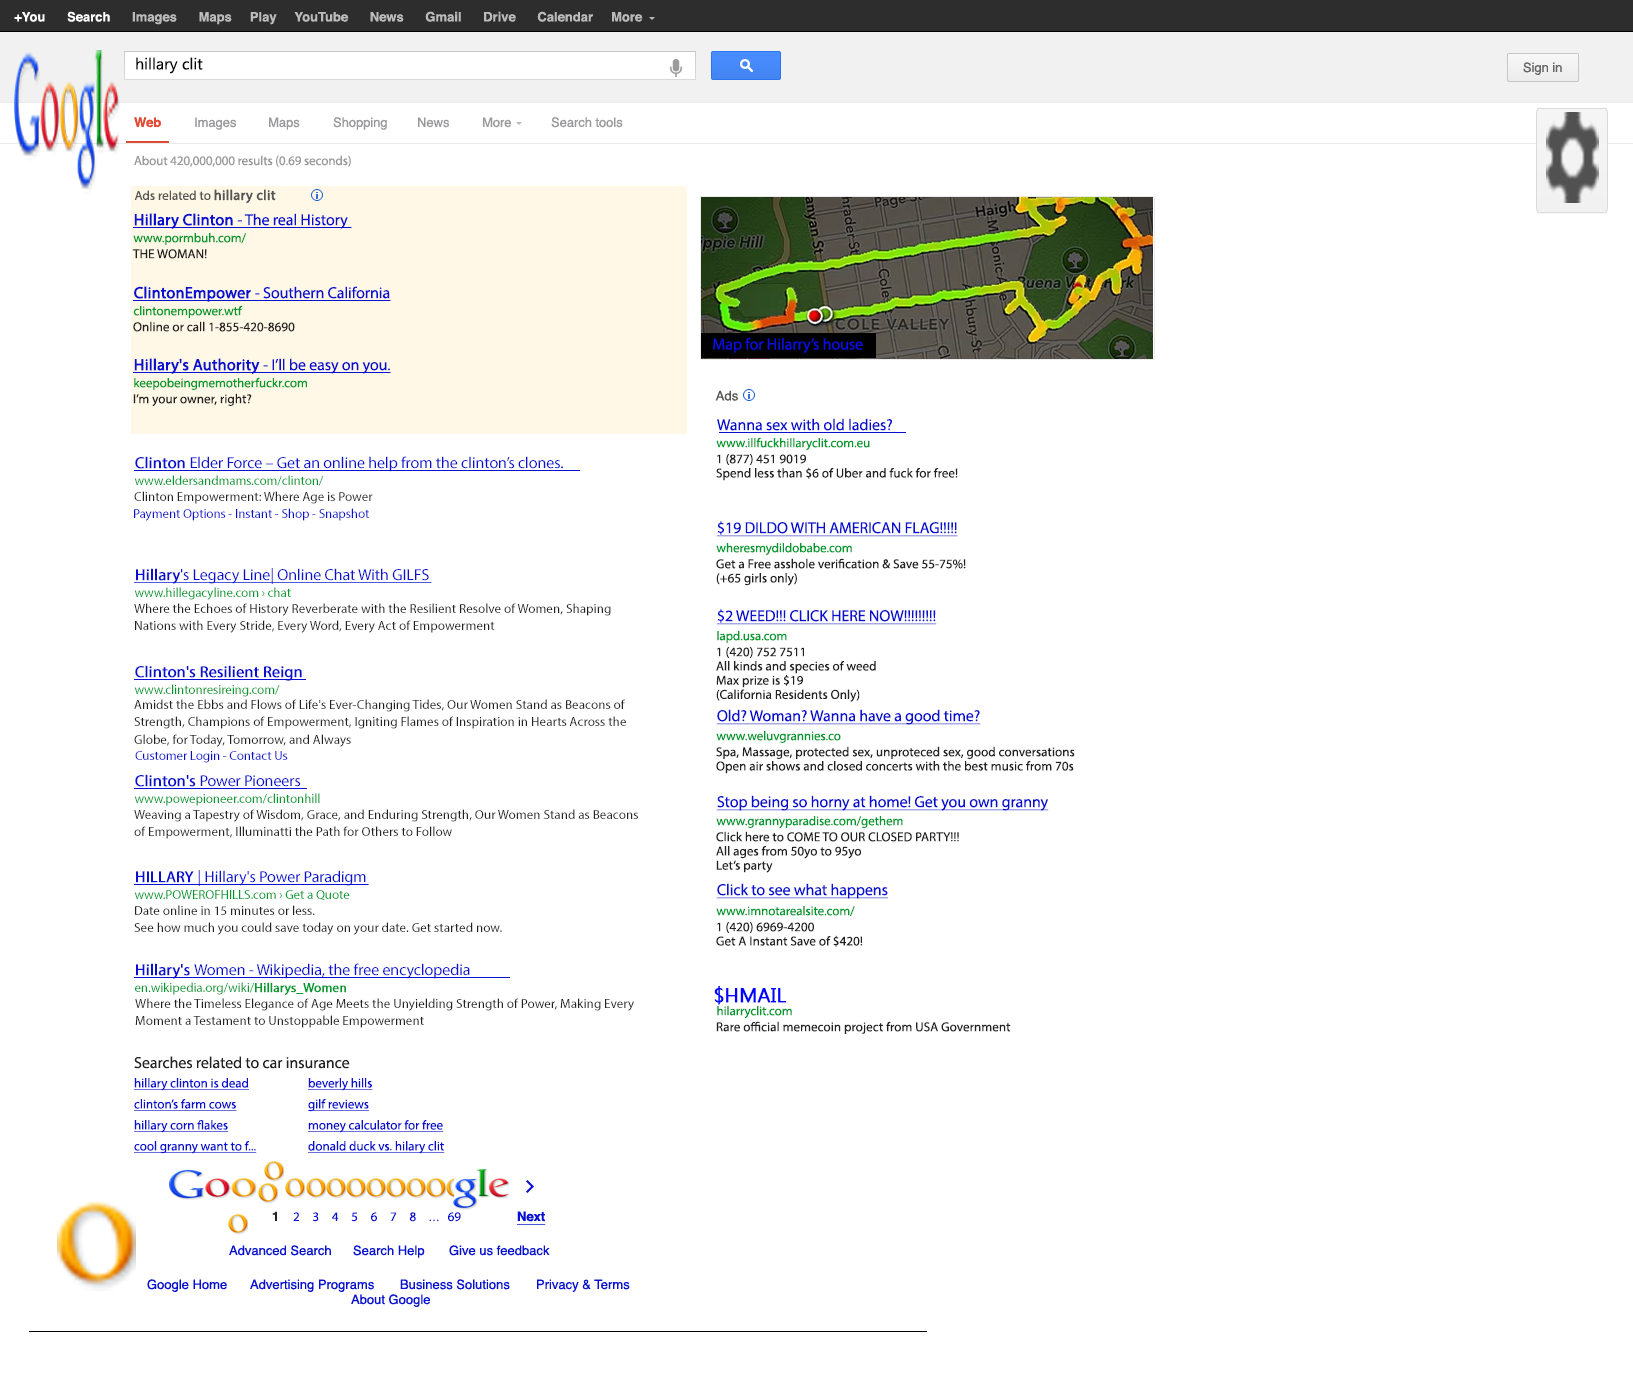 +You Search Images Maps Play YouTube News Gmail Drive Calendar More
Google
hillary clit
Sign in
Web Images Maps Shopping News More Search tools
About 420,000,000 results (0.69 seconds)
Ads related to hillary clit
Hillary Clinton - The real History
www.pormbuh.com/
THE WOMAN!
ClintonEmpower - Southern California
clintonempower.wtf
Online or call 1-855-420-8690
Hillary's Authority - I'll be easy on you.
keepobeingmemotherfuckr.com
I'm your owner, right?
Clinton Elder Force – Get an online help from the clinton's clones.
www.eldersandmams.com/clinton/
Clinton Empowerment: Where Age is Power
Payment Options - Instant - Shop - Snapshot
Hillary's Legacy Line| Online Chat With GILFS
www.hillegacyline.com › chat
Where the Echoes of History Reverberate with the Resilient Resolve of Women, Shaping
Nations with Every Stride, Every Word, Every Act of Empowerment
Clinton's Resilient Reign
www.clintonresireing.com/
Amidst the Ebbs and Flows of Life's Ever-Changing Tides, Our Women Stand as Beacons of
Strength, Champions of Empowerment, Igniting Flames of Inspiration in Hearts Across the
Globe, for Today, Tomorrow, and Always
Customer Login - Contact Us
Clinton's Power Pioneers
www.powepioneer.com/clintonhill
Weaving a Tapestry of Wisdom, Grace, and Enduring Strength, Our Women Stand as Beacons
of Empowerment, Illuminatti the Path for Others to Follow
HILLARY | Hillary's Power Paradigm
www.POWEROFHILLS.com › Get a Quote
Date online in 15 minutes or less.
See how much you could save today on your date. Get started now.
Hillary's Women - Wikipedia, the free encyclopedia
en.wikipedia.org/wiki/Hillarys_Women
Where the Timeless Elegance of Age Meets the Unyielding Strength of Power, Making Every
Moment a Testament to Unstoppable Empowerment
Searches related to car insurance
hillary clinton is dead
beverly hills
clinton's farm cows
gilf reviews
hillary corn flakes
money calculator for free
cool granny want to f...
donald duck vs. hilary clit
Page St
Haigh
ippie Hill
anyan St
hrader St
Cole
Masonic Ave
Ashbury St
Buena Vista Park
COLE VALLEY
Map for Hilarry's house
Ads
Wanna sex with old ladies?
www.illfuckhillaryclit.com.eu
1 (877) 451 9019
Spend less than $6 of Uber and fuck for free!
$19 DILDO WITH AMERICAN FLAG!!!!!
wheresmydildobabe.com
Get a Free asshole verification & Save 55-75%!
(+65 girls only)
$2 WEED!!! CLICK HERE NOW!!!!!!!!!
lapd.usa.com
1 (420) 752 7511
All kinds and species of weed
Max prize is $19
(California Residents Only)
Old? Woman? Wanna have a good time?
www.weluvgrannies.co
Spa, Massage, protected sex, unproteced sex, good conversations
Open air shows and closed concerts with the best music from 70s
Stop being so horny at home! Get you own granny
www.grannyparadise.com/gethem
Click here to COME TO OUR CLOSED PARTY!!!
All ages from 50yo to 95yo
Let's party
Click to see what happens
www.imnotarealsite.com/
1 (420) 6969-4200
Get A Instant Save of $420!
$HMAIL
hilarryclit.com
Rare official memecoin project from USA Government
Goooooooooooogle
1 2 3 4 5 6 7 8 ... 69 Next
Advanced Search Search Help Give us feedback
Google Home Advertising Programs Business Solutions Privacy & Terms
About Google